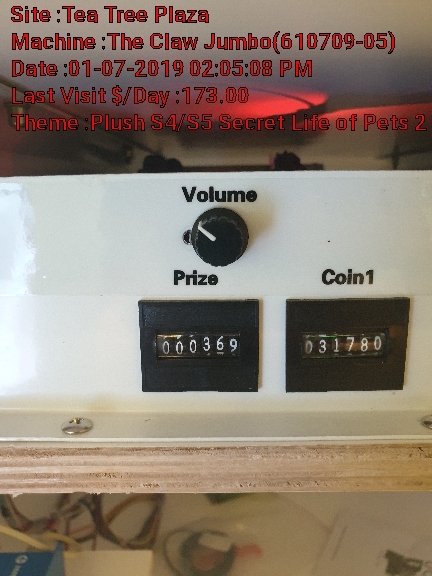 Site :Tea Tree Plaza
Machine :The Claw Jumbo(610709-05)
Date :01-07-2019 02:05:08 PM
Last Visit $/Day :173.00
Theme :Plush S4/S5 Secret Life of Pets 2
Volume
Prize Coin1
000369 031780